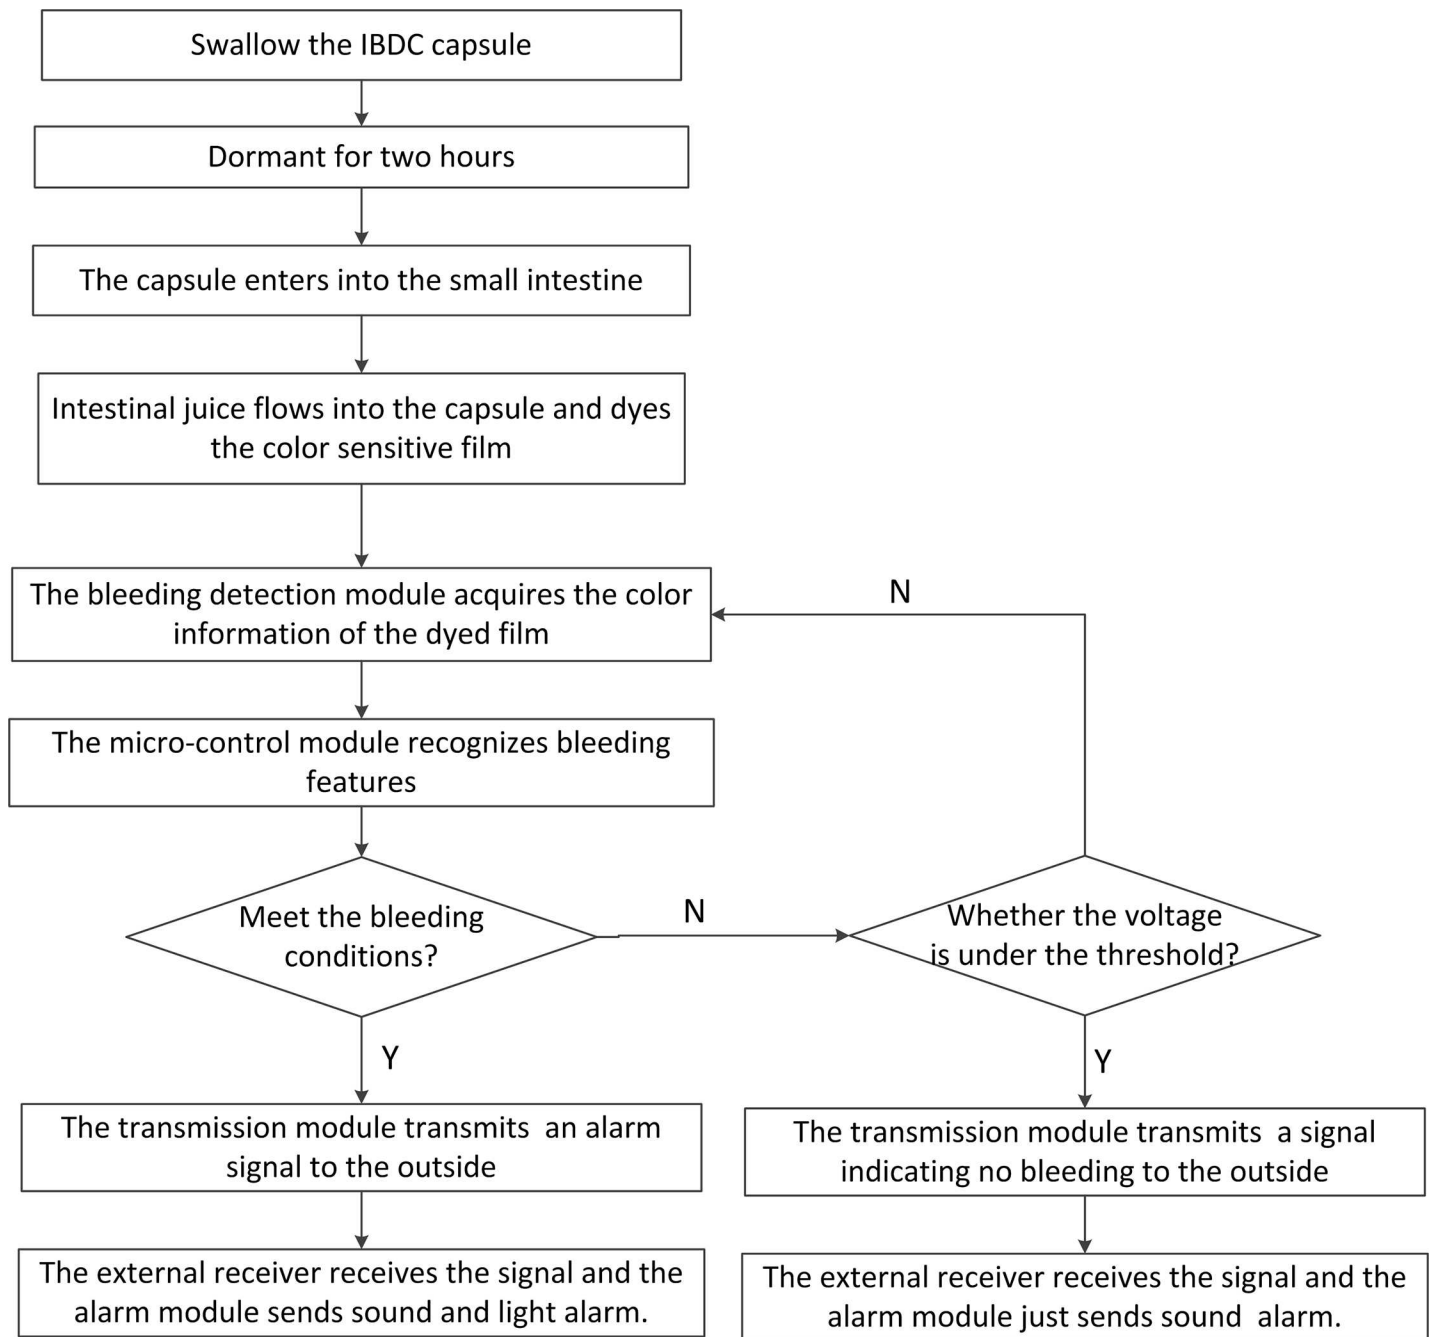 Swallow the IBDC capsule
Dormant for two hours
The capsule enters into the small intestine
Intestinal juice flows into the capsule and dyes
the color sensitive film
The bleeding detection module acquires the color
information of the dyed film
N
The micro-control module recognizes bleeding
features
Meet the bleeding
conditions?
N
Whether the voltage
is under the threshold?
Y
Y
The transmission module transmits  an alarm
signal to the outside
The transmission module transmits  a signal
indicating no bleeding to the outside
The external receiver receives the signal and the
alarm module sends sound and light alarm.
The external receiver receives the signal and the
alarm module just sends sound  alarm.